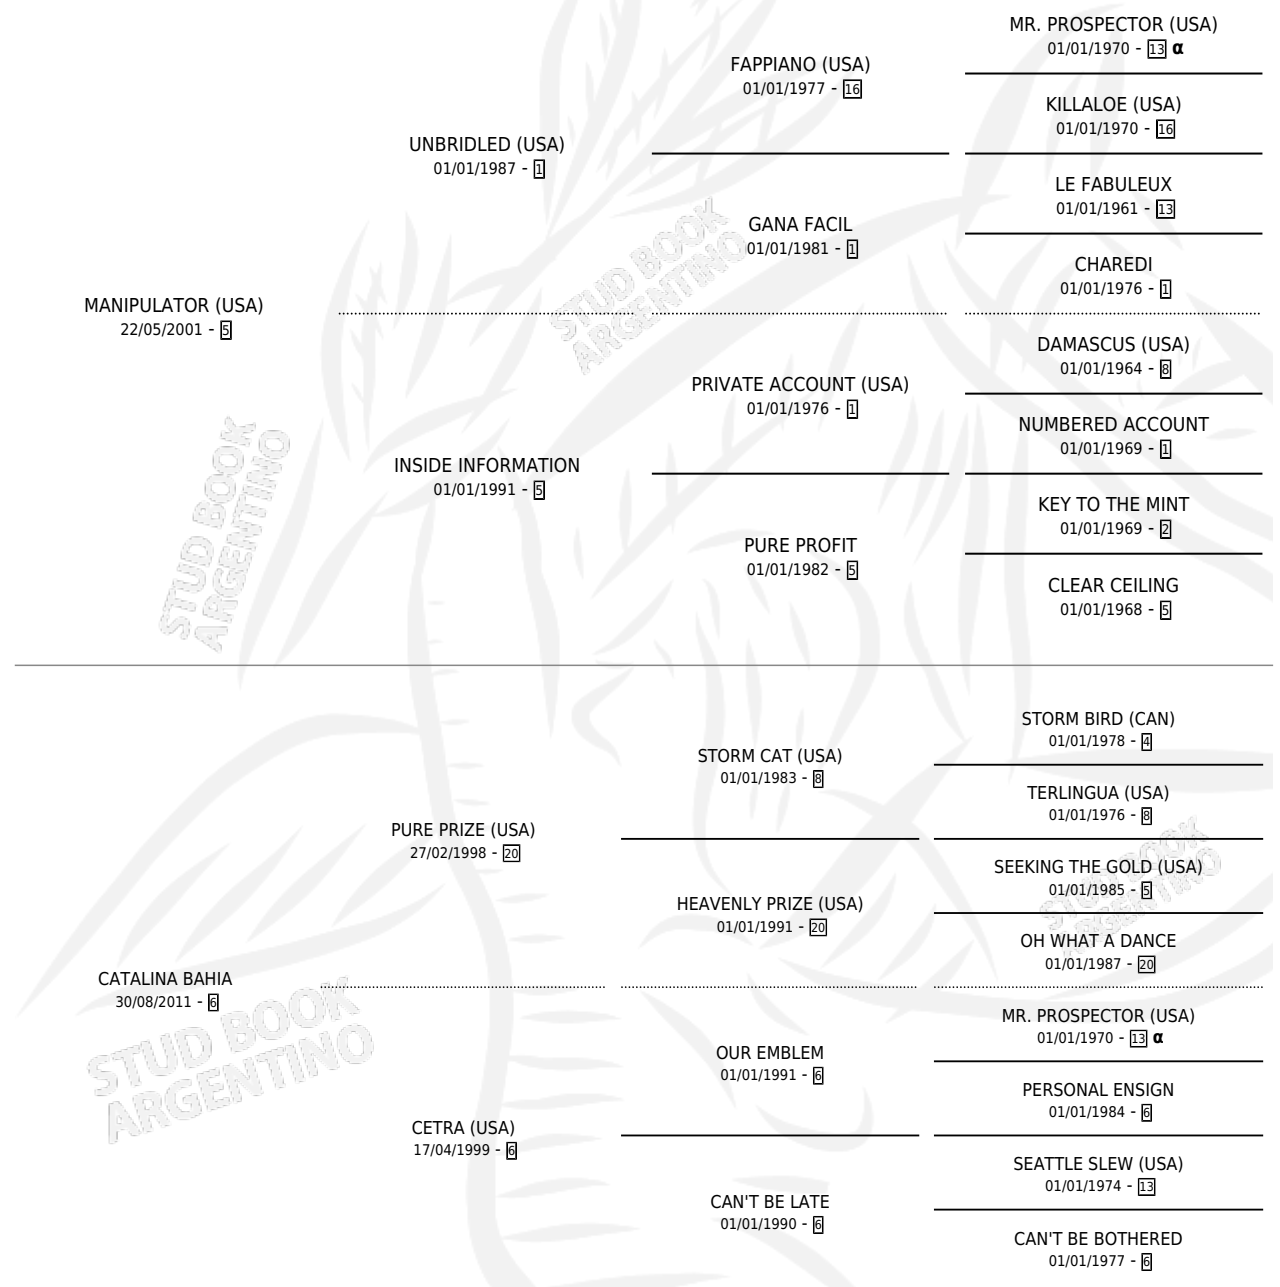 MR. PROSPECTOR (USA)
01/01/1970 - 13 α
FAPPIANO (USA)
01/01/1977 - 16
KILLALOE (USA)
01/01/1970 - 16
UNBRIDLED (USA)
01/01/1987 - 1
LE FABULEUX
01/01/1961 - 13
GANA FACIL
01/01/1981 - 1
CHAREDI
01/01/1976 - 1
MANIPULATOR (USA)
22/05/2001 - 5
DAMASCUS (USA)
01/01/1964 - 8
PRIVATE ACCOUNT (USA)
01/01/1976 - 1
NUMBERED ACCOUNT
01/01/1969 - 1
INSIDE INFORMATION
01/01/1991 - 5
KEY TO THE MINT
01/01/1969 - 2
PURE PROFIT
01/01/1982 - 5
CLEAR CEILING
01/01/1968 - 5
STORM BIRD (CAN)
01/01/1978 - 4
STORM CAT (USA)
01/01/1983 - 8
TERLINGUA (USA)
01/01/1976 - 8
PURE PRIZE (USA)
27/02/1998 - 20
SEEKING THE GOLD (USA)
01/01/1985 - 5
HEAVENLY PRIZE (USA)
01/01/1991 - 20
OH WHAT A DANCE
01/01/1987 - 20
CATALINA BAHIA
30/08/2011 - 6
MR. PROSPECTOR (USA)
01/01/1970 - 13 α
OUR EMBLEM
01/01/1991 - 6
PERSONAL ENSIGN
01/01/1984 - 6
CETRA (USA)
17/04/1999 - 6
SEATTLE SLEW (USA)
01/01/1974 - 13
CAN'T BE LATE
01/01/1990 - 6
CAN'T BE BOTHERED
01/01/1977 - 6
STUD BOOK
ARGENTINO
STUD BOOK
ARGENTINO
STUD BOOK
ARGENTINO
STUD BOOK
ARGENTINO